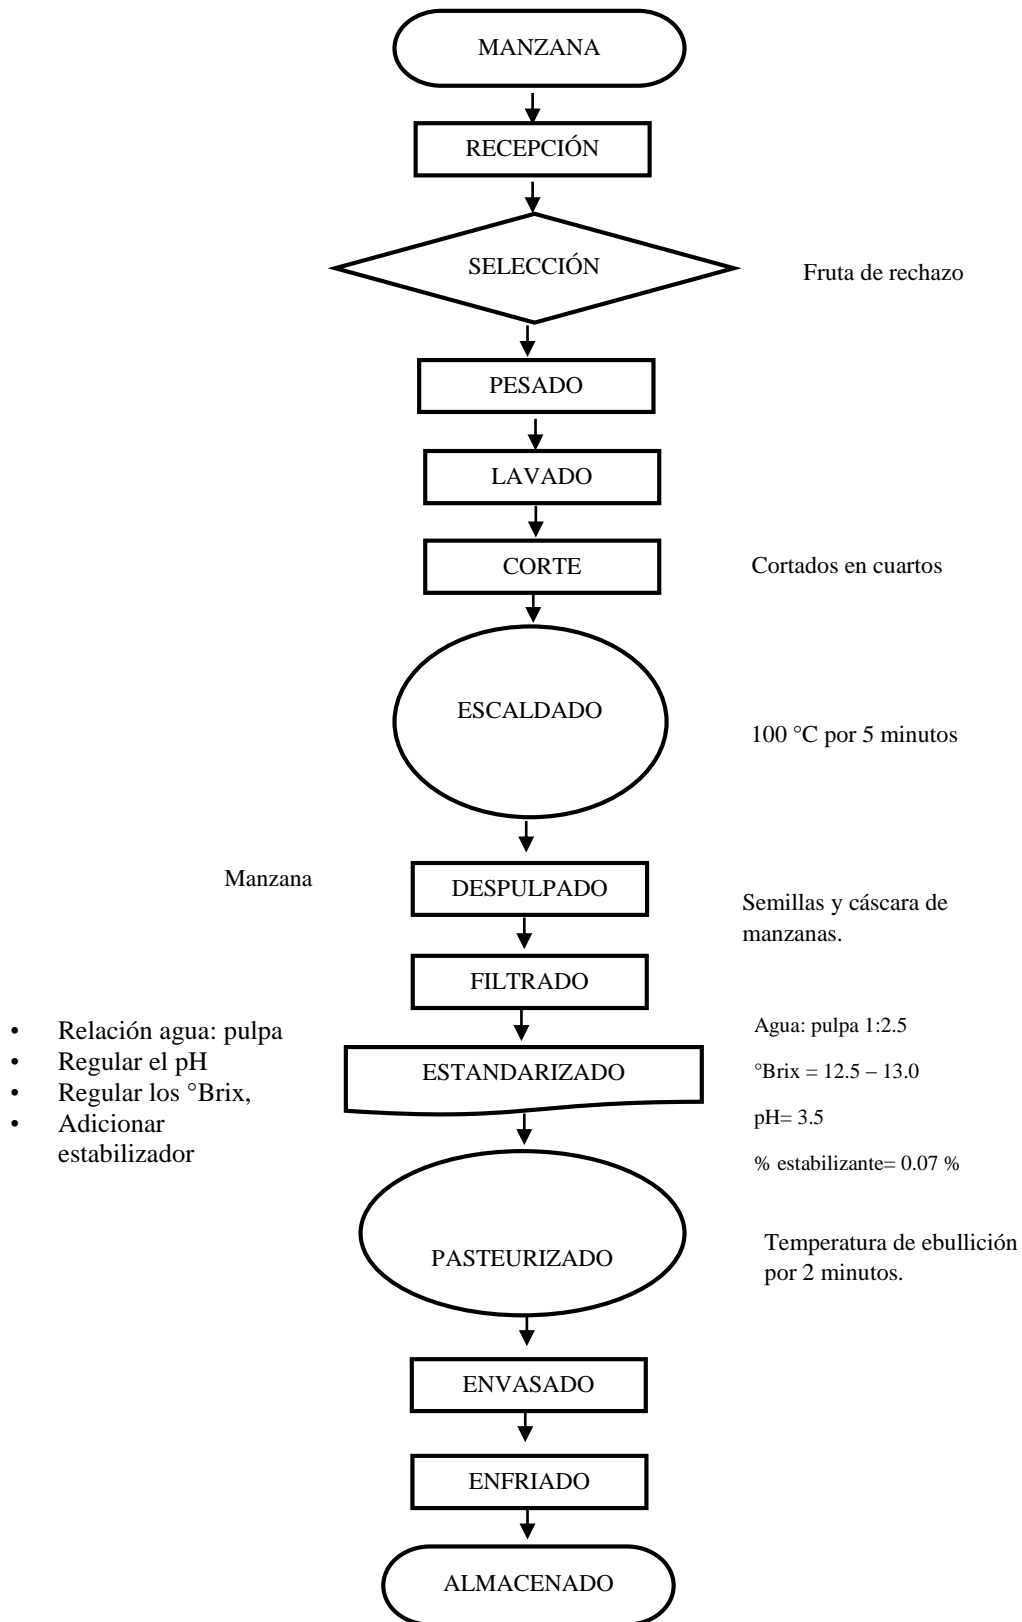 MANZANA
RECEPCIÓN
SELECCIÓN
Fruta de rechazo
PESADO
LAVADO
CORTE
Cortados en cuartos
ESCALDADO
100 °C por 5 minutos
Manzana
DESPULPADO
Semillas y cáscara de
manzanas.
FILTRADO
• Relación agua: pulpa
• Regular el pH
• Regular los °Brix,
• Adicionar
estabilizador
ESTANDARIZADO
Agua: pulpa 1:2.5
°Brix = 12.5 – 13.0
pH= 3.5
% estabilizante= 0.07 %
PASTEURIZADO
Temperatura de ebullición
por 2 minutos.
ENVASADO
ENFRIADO
ALMACENADO